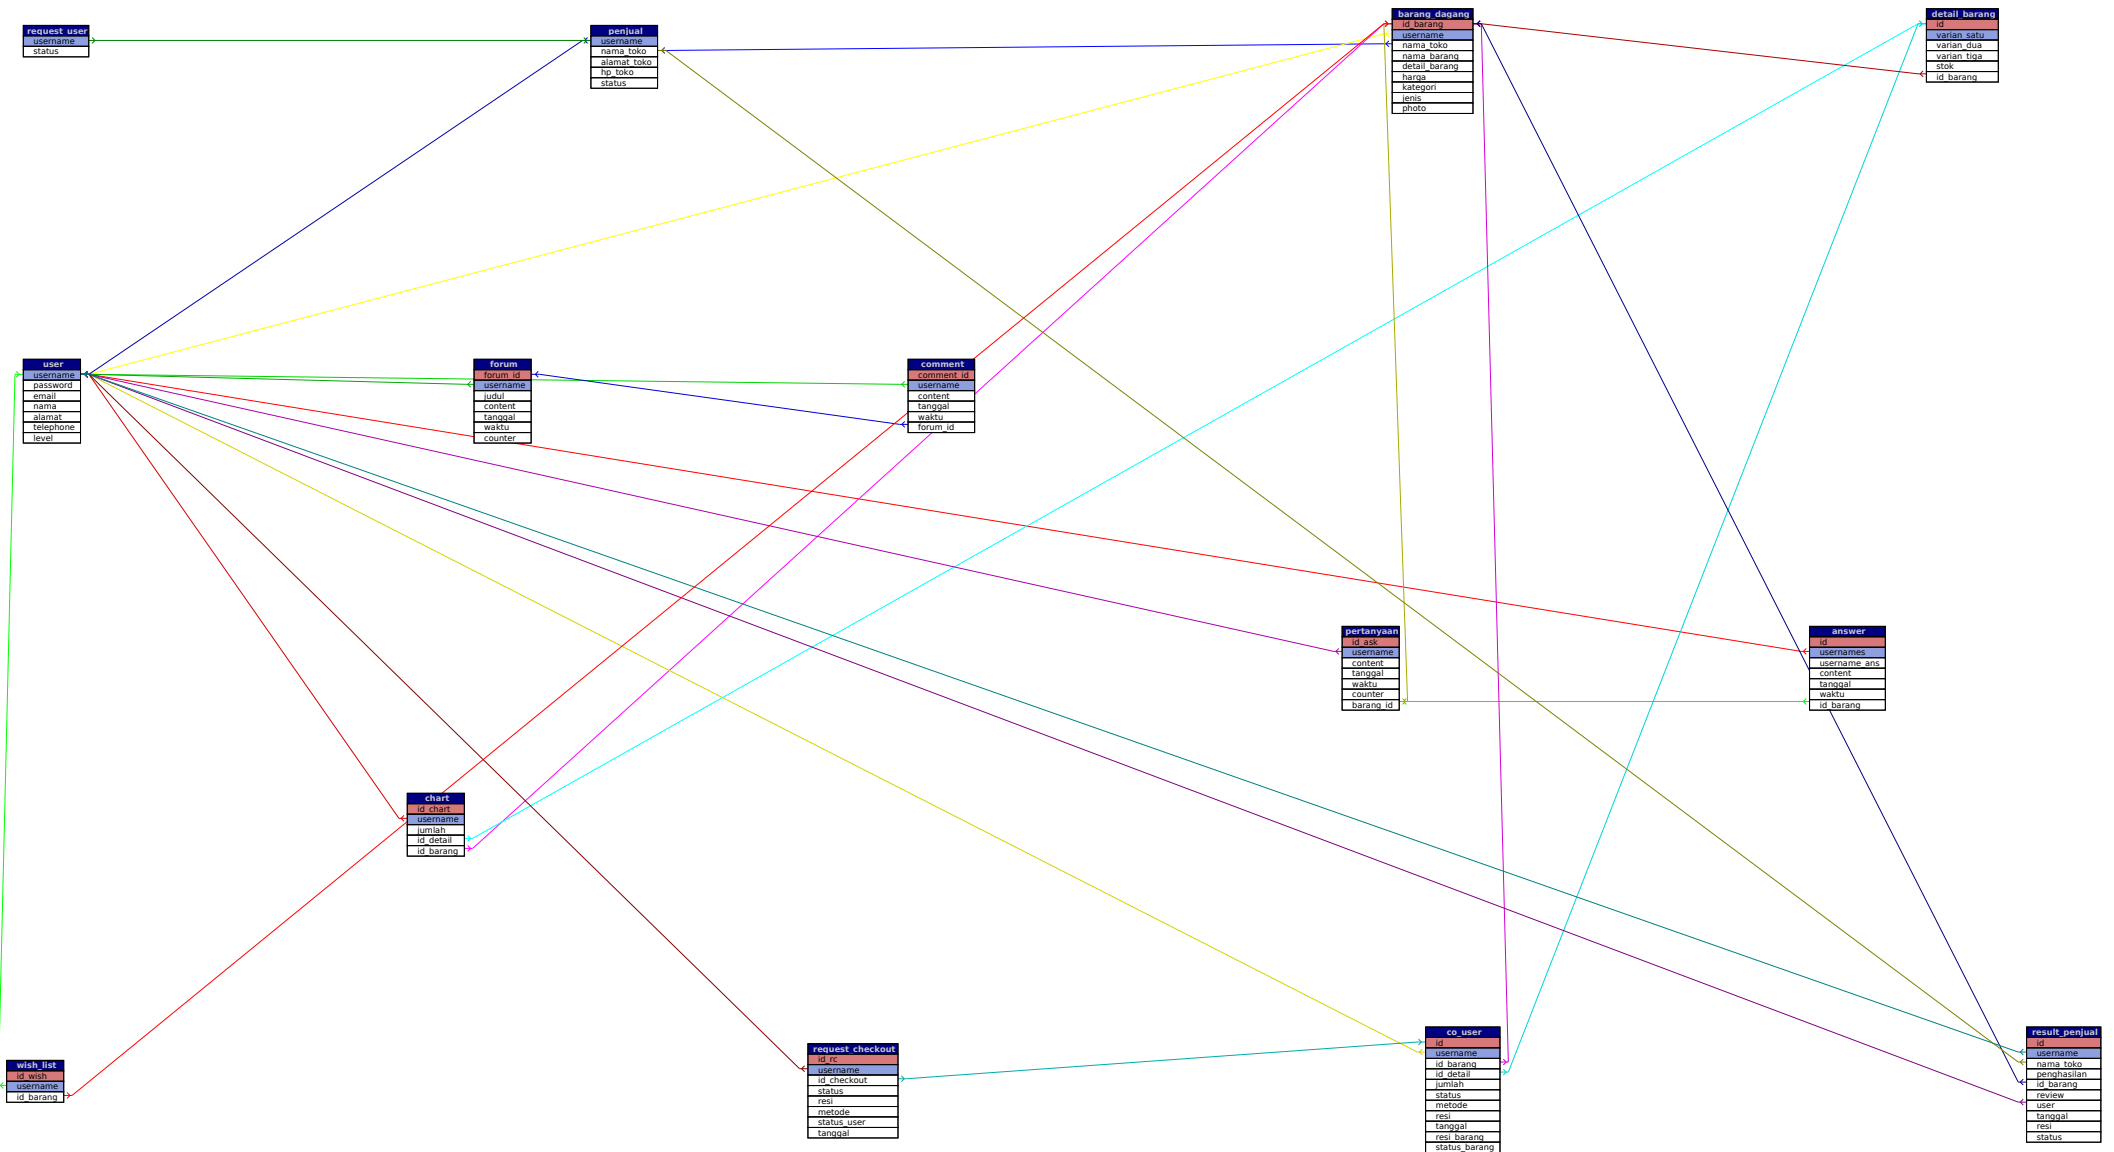 request_user
username
status
penjual
username
nama_toko
alamat_toko
hp_toko
status
barang_dagang
id_barang
username
nama_toko
nama_barang
detail_barang
harga
kategori
jenis
photo
detail_barang
id
varian_satu
varian_dua
varian_tiga
stok
id_barang
user
username
password
email
nama
alamat
telephone
level
forum
forum_id
username
judul
content
tanggal
waktu
counter
comment
comment_id
username
content
tanggal
waktu
forum_id
pertanyaan
id_ask
username
content
tanggal
waktu
counter
barang_id
answer
id
usernames
username_ans
content
tanggal
waktu
id_barang
chart
id_chart
username
jumlah
id_detail
id_barang
wish_list
id_wish
username
id_barang
request_checkout
id_rc
username
id_checkout
status
resi
metode
status_user
tanggal
co_user
id
username
id_barang
id_detail
jumlah
status
metode
resi
tanggal
resi_barang
status_barang
result_penjual
id
username
nama_toko
penghasilan
id_barang
review
user
tanggal
resi
status